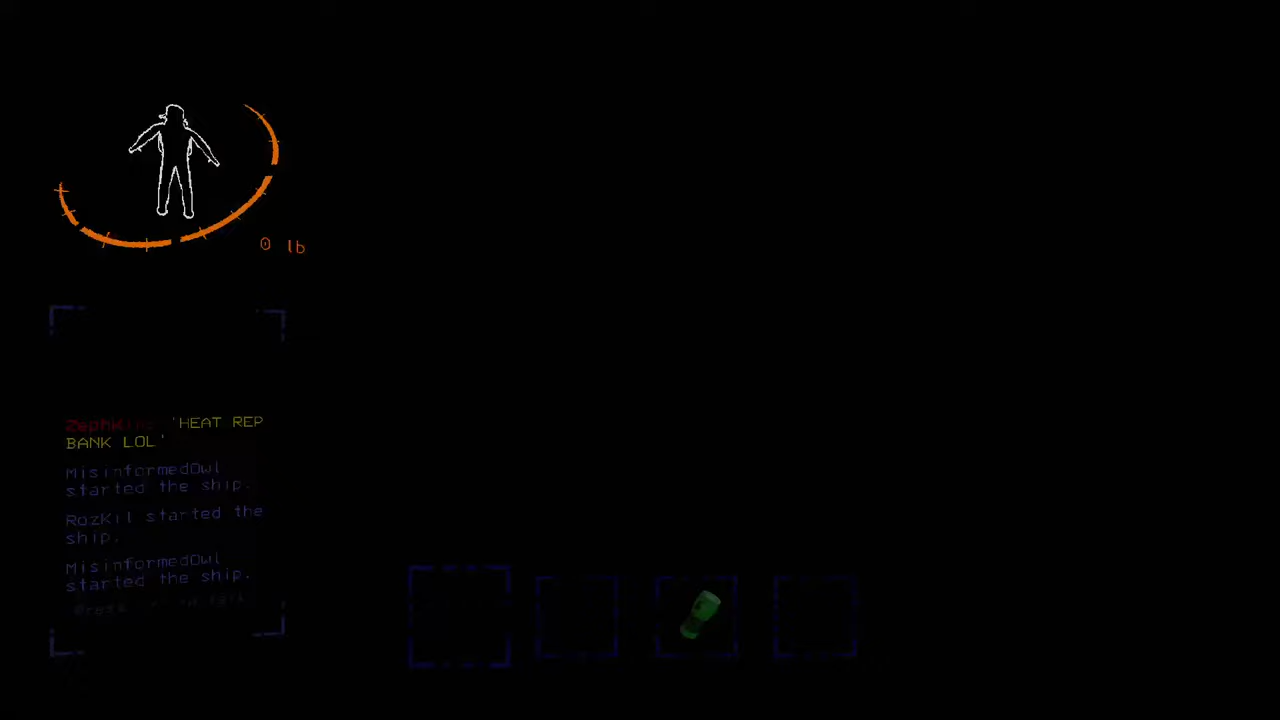 0 lb
'HEAT REP
BANK LOL'
MisinformedOwl
started the ship.
RozKil started the
ship.
MisinformedOwl
started the ship.